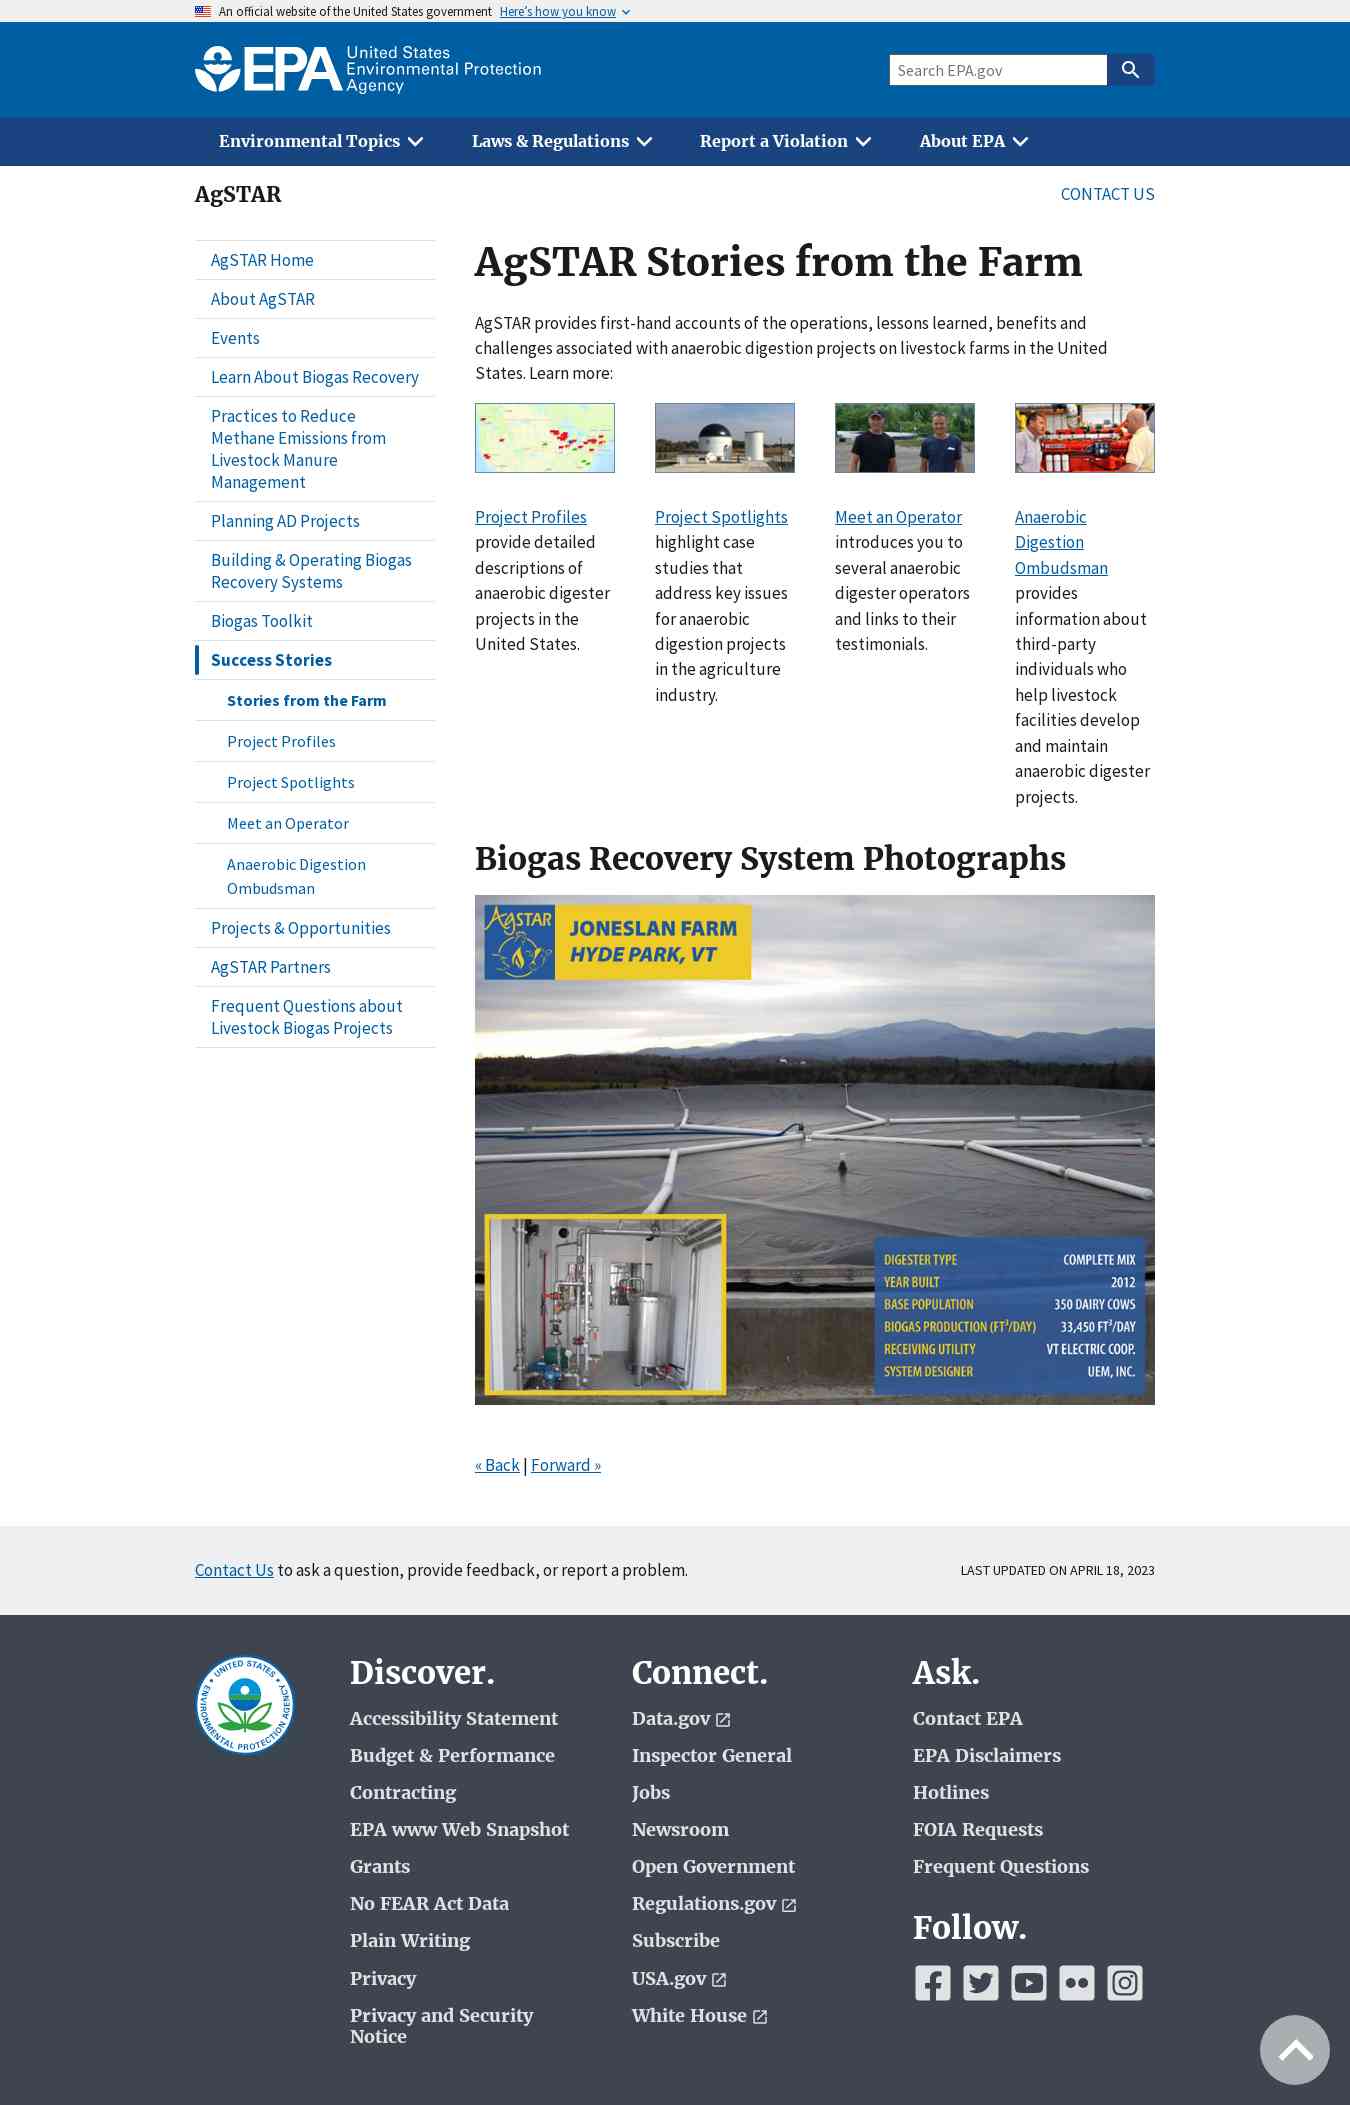 An official website of the United States government Here's how you know
EPA United States
Environmental Protection
Agency
Search EPA.gov
Environmental Topics
Laws & Regulations
Report a Violation
About EPA
AgSTAR
CONTACT US
AgSTAR Home
About AgSTAR
Events
Learn About Biogas Recovery
Practices to Reduce
Methane Emissions from
Livestock Manure
Management
Planning AD Projects
Building & Operating Biogas
Recovery Systems
Biogas Toolkit
Success Stories
Stories from the Farm
Project Profiles
Project Spotlights
Meet an Operator
Anaerobic Digestion
Ombudsman
Projects & Opportunities
AgSTAR Partners
Frequent Questions about
Livestock Biogas Projects
AgSTAR Stories from the Farm
AgSTAR provides first-hand accounts of the operations, lessons learned, benefits and
challenges associated with anaerobic digestion projects on livestock farms in the United
States. Learn more:
Project Profiles
provide detailed
descriptions of
anaerobic digester
projects in the
United States.
Project Spotlights
highlight case
studies that
address key issues
for anaerobic
digestion projects
in the agriculture
industry.
Meet an Operator
introduces you to
several anaerobic
digester operators
and links to their
testimonials.
Anaerobic
Digestion
Ombudsman
provides
information about
third-party
individuals who
help livestock
facilities develop
and maintain
anaerobic digester
projects.
Biogas Recovery System Photographs
AgSTAR
JONESLAN FARM
HYDE PARK, VT
DIGESTER TYPE COMPLETE MIX
YEAR BUILT 2012
BASE POPULATION 350 DAIRY COWS
BIOGAS PRODUCTION (FT³/DAY) 33,450 FT³/DAY
RECEIVING UTILITY VT ELECTRIC COOP.
SYSTEM DESIGNER UEM, INC.
« Back | Forward »
Contact Us to ask a question, provide feedback, or report a problem.
LAST UPDATED ON APRIL 18, 2023
UNITED STATES
ENVIRONMENTAL PROTECTION AGENCY
Discover.
Accessibility Statement
Budget & Performance
Contracting
EPA www Web Snapshot
Grants
No FEAR Act Data
Plain Writing
Privacy
Privacy and Security
Notice
Connect.
Data.gov
Inspector General
Jobs
Newsroom
Open Government
Regulations.gov
Subscribe
USA.gov
White House
Ask.
Contact EPA
EPA Disclaimers
Hotlines
FOIA Requests
Frequent Questions
Follow.